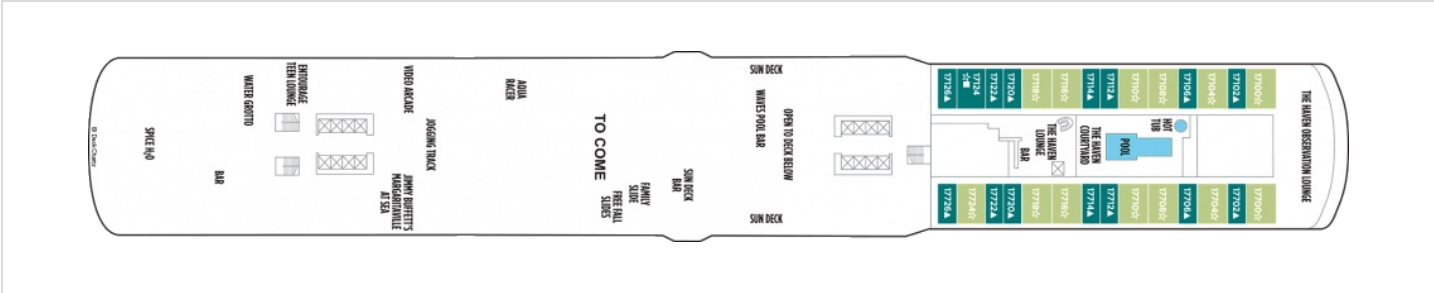 © DeckChartz
SPICE H2O
BAR
WATER GROTTO
ENTOURAGE
TEEN LOUNGE
VIDEO ARCADE
JOGGING TRACK
JIMMY BUFFETT'S
MARGARITAVILLE
AT SEA
AQUA
RACER
TO COME
FREE FALL
SLIDES
FAMILY
SLIDE
SUN DECK
BAR
SUN DECK
WAVES POOL BAR
OPEN TO DECK BELOW
SUN DECK
17126▲
17124
☆■
17122▲
17120▲
17118☆
17116☆
17114▲
17112▲
17110☆
17108☆
17106▲
17104☆
17102▲
17100☆
THE HAVEN
LOUNGE
BAR
THE HAVEN
COURTYARD
POOL
HOT
TUB
17726▲
17724☆
17722▲
17720▲
17718☆
17716☆
17714▲
17712▲
17710☆
17708☆
17706▲
17704☆
17702▲
17700☆
THE HAVEN OBSERVATION LOUNGE